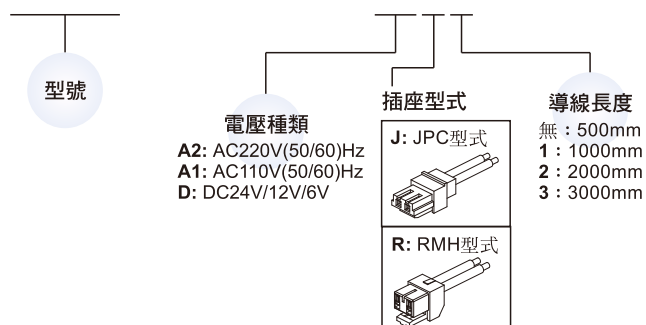 型號
電壓種類
A2: AC220V(50/60)Hz
A1: AC110V(50/60)Hz
D: DC24V/12V/6V
插座型式
J: JPC型式
R: RMH型式
導線長度
無：500mm
1：1000mm
2：2000mm
3：3000mm